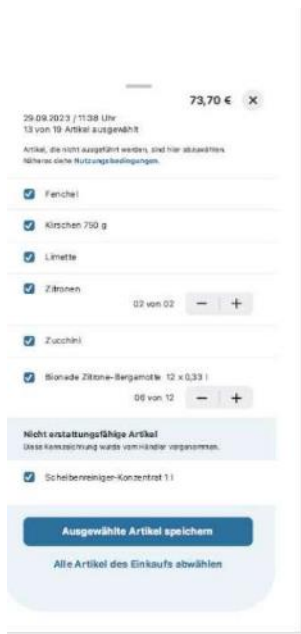 73,70 €
29.09.2023 / 11:38 Uhr
13 von 19 Artikel ausgewählt
Artikel, die nicht ausgeführt werden, sind hier abzuwählen.
Näheres siehe Nutzungsbedingungen.
Fenchel
Kirschen 750 g
Limette
Zitronen
02 von 02 − +
Zucchini
Bionade Zitrone-Bergamotte 12 x 0,33 l
06 von 12 − +
Nicht erstattungsfähige Artikel
Diese Kennzeichnung wurde vom Händler vorgenommen.
Scheibenreiniger-Konzentrat 1 l
Ausgewählte Artikel speichern
Alle Artikel des Einkaufs abwählen